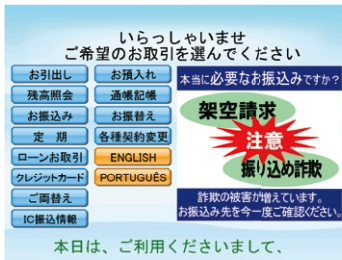 いらっしゃいませ
ご希望のお取引を選んでください
お引出し
お預入れ
残高照会
通帳記帳
お振込み
お振替え
定 期
各種契約変更
ローンお取引
ENGLISH
クレジットカード
PORTUGUÊS
ご両替え
IC振込情報
本当に必要なお振込みですか?
架空請求
注意
振り込め詐欺
詐欺の被害が増えています。
お振込み先を今一度ご確認ください。
本日は、ご利用くださいまして、